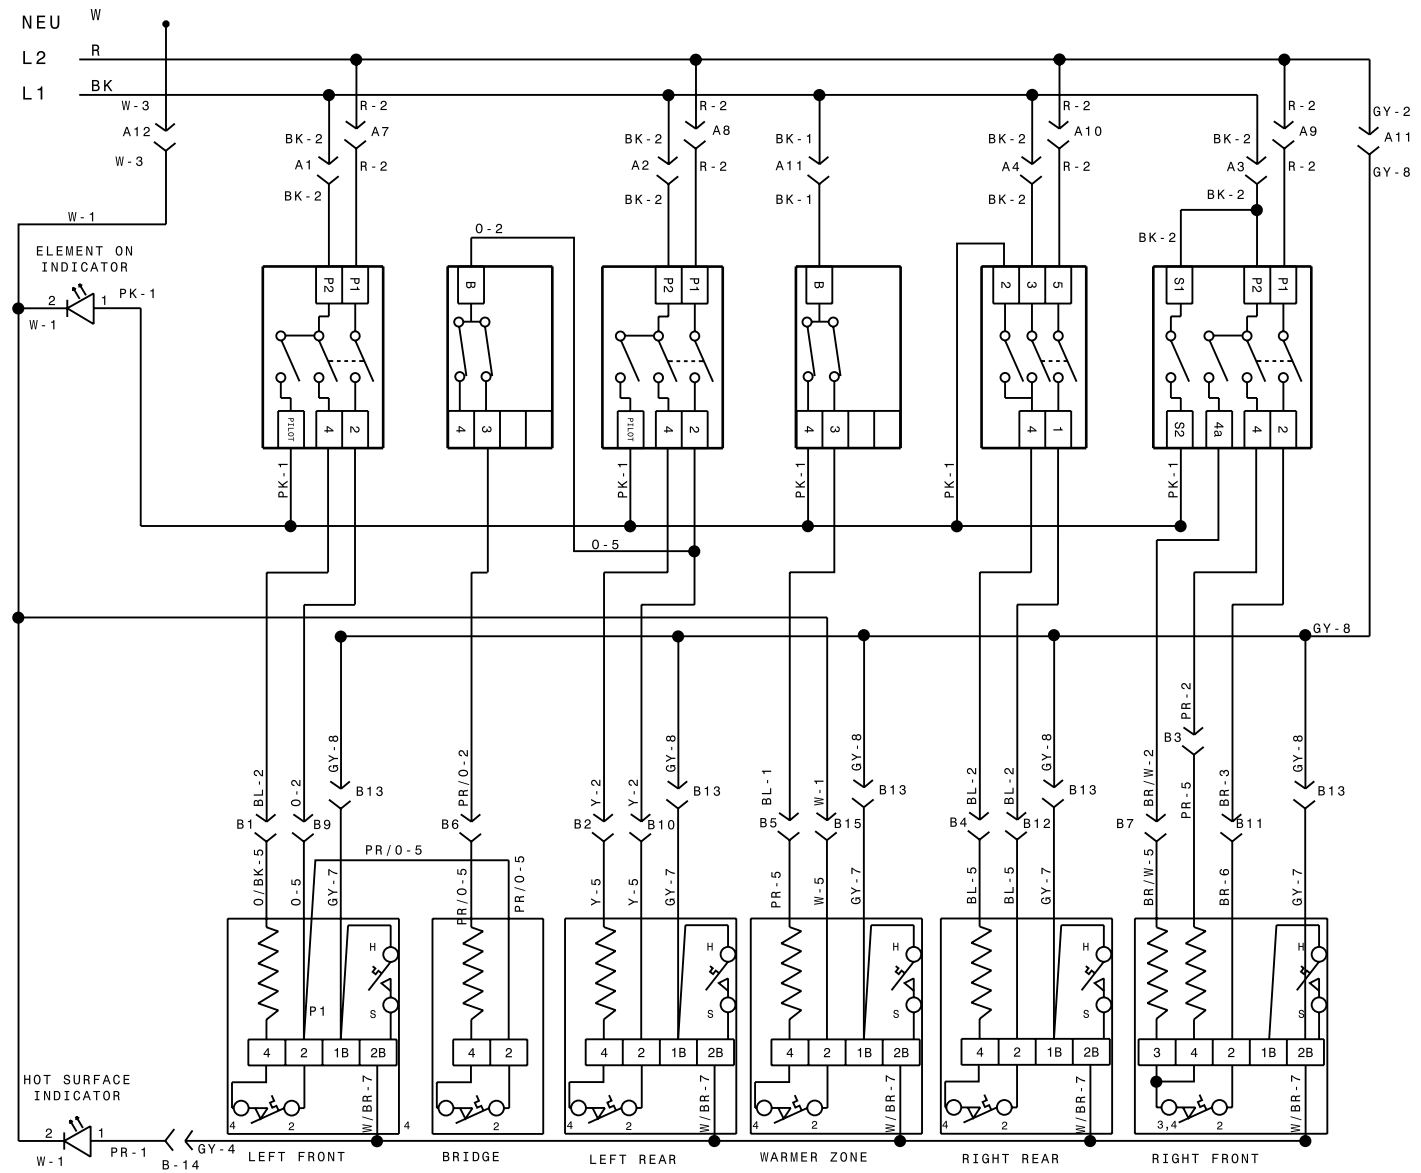 NEU W
L2 R
L1 BK
W-3 R-2 R-2 R-2 R-2 GY-2
A12 BK-2 A7 BK-2 A8 BK-1 BK-2 A10 BK-2 A9 A11
W-3 A1 R-2 A2 R-2 A11 A4 R-2 A3 R-2 GY-8
BK-2 BK-2 BK-1 BK-2 BK-2
W-1 O-2 BK-2
ELEMENT ON
INDICATOR
P2 P1 B P2 P1 B 2 3 5 S1 P2 P1
2 1 PK-1
W-1
PILOT 4 2 4 3 PILOT 4 2 4 3 4 1 S2 4a 4 2
PK-1 PK-1 PK-1 PK-1 PK-1
O-5
GY-8
PR-2
B3
BL-2 O-2 GY-8 PR/O-2 Y-2 Y-2 GY-8 BL-1 W-1 GY-8 BL-2 BL-2 GY-8 BR/W-2 PR-5 BR-3 GY-8
B13 B13 B13 B13 B13
B1 B9 B6 B2 B10 B5 B15 B4 B12 B7 B11
PR/O-5
O/BK-5 O-5 GY-7 PR/O-5 PR/O-5 Y-5 Y-5 GY-7 PR-5 W-5 GY-7 BL-5 BL-5 GY-7 BR/W-5 BR-6 GY-7
H H H H H
P1 S S S S S
4 2 1B 2B 4 2 4 2 1B 2B 4 2 1B 2B 4 2 1B 2B 3 4 2 1B 2B
HOT SURFACE
INDICATOR
W/BR-7 W/BR-7 W/BR-7 W/BR-7 W/BR-7
4 2 4 4 2 4 2 4 2 4 2 3,4 2
2 1
W-1 PR-1 B-14 GY-4
LEFT FRONT BRIDGE LEFT REAR WARMER ZONE RIGHT REAR RIGHT FRONT